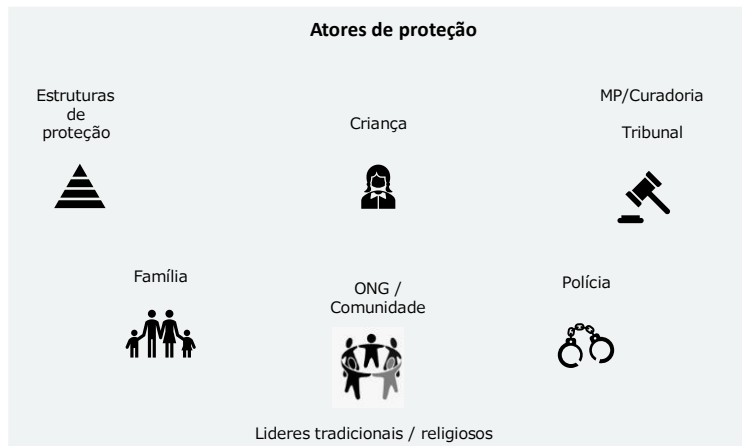 Atores de proteção
Estruturas
de
proteção
Criança
MP/Curadoria
Tribunal
Família
ONG /
Comunidade
Polícia
Lideres tradicionais / religiosos